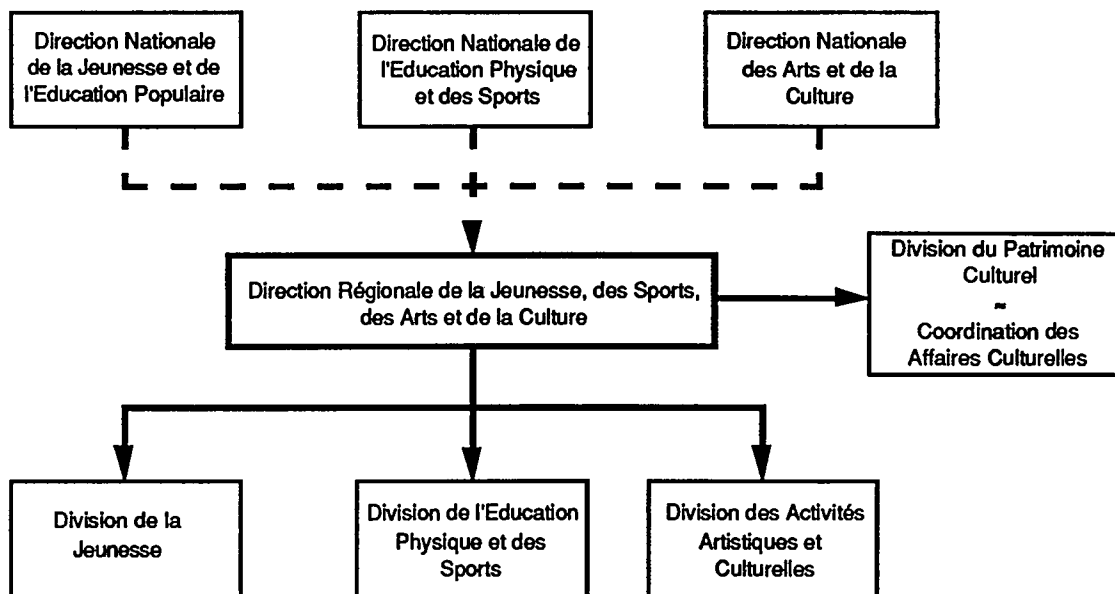 Direction Nationale
de la Jeunesse et de
l'Education Populaire
Direction Nationale de
l'Education Physique
et des Sports
Direction Nationale
des Arts et de la
Culture
Direction Régionale de la Jeunesse, des Sports,
des Arts et de la Culture
Division du Patrimoine
Culturel
~
Coordination des
Affaires Culturelles
Division de la
Jeunesse
Division de l'Education
Physique et des
Sports
Division des Activités
Artistiques et
Culturelles